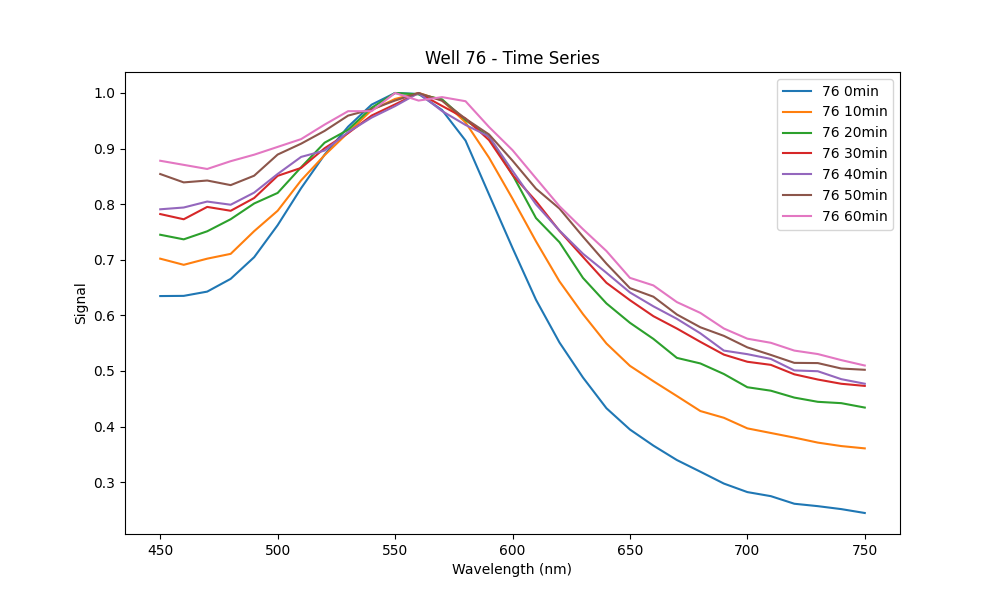 Well 76 - Time Series
76 0min
76 10min
76 20min
76 30min
76 40min
76 50min
76 60min
Signal
1.0
0.9
0.8
0.7
0.6
0.5
0.4
0.3
450 500 550 600 650 700 750
Wavelength (nm)